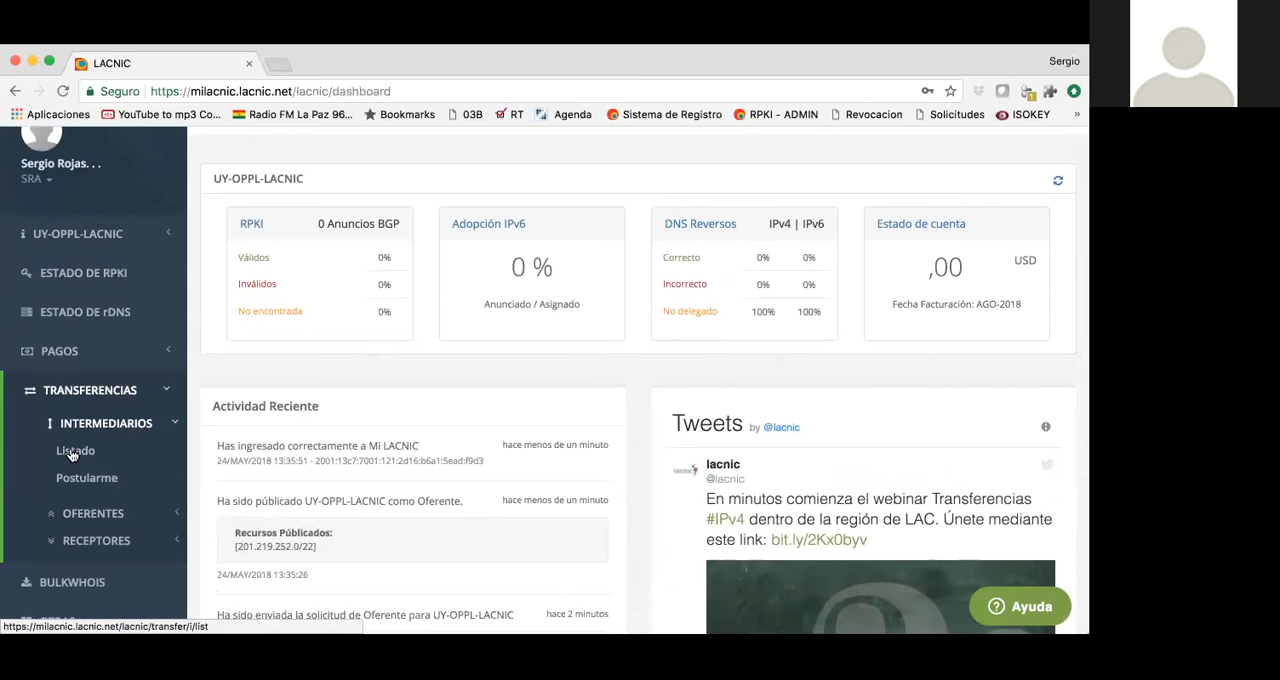 LACNIC
Sergio
Seguro https://milacnic.lacnic.net/lacnic/dashboard
Aplicaciones YouTube to mp3 Co... Radio FM La Paz 96... Bookmarks 03B RT Agenda Sistema de Registro RPKI - ADMIN Revocacion Solicitudes ISOKEY »
Sergio Rojas. . .
SRA
UY-OPPL-LACNIC
ESTADO DE RPKI
ESTADO DE rDNS
PAGOS
TRANSFERENCIAS
INTERMEDIARIOS
Listado
Postularme
OFERENTES
RECEPTORES
BULKWHOIS
https://milacnic.lacnic.net/lacnic/transfer/i/list
UY-OPPL-LACNIC
RPKI 0 Anuncios BGP
Válidos 0%
Inválidos 0%
No encontrada 0%
Adopción IPv6
0 %
Anunciado / Asignado
DNS Reversos IPv4 | IPv6
Correcto 0% 0%
Incorrecto 0% 0%
No delegado 100% 100%
Estado de cuenta
,00 USD
Fecha Facturación: AGO-2018
Actividad Reciente
Has ingresado correctamente a Mi LACNIC hace menos de un minuto
24/MAY/2018 13:35:51 - 2001:13c7:7001:121:2d16:b6a1:5ead:f9d3
Ha sido públicado UY-OPPL-LACNIC como Oferente. hace menos de un minuto
Recursos Públicados:
[201.219.252.0/22]
24/MAY/2018 13:35:26
Ha sido enviada la solicitud de Oferente para UY-OPPL-LACNIC hace 2 minutos
Tweets by @lacnic
lacnic
@lacnic
En minutos comienza el webinar Transferencias
#IPv4 dentro de la región de LAC. Únete mediante
este link: bit.ly/2Kx0byv
Ayuda